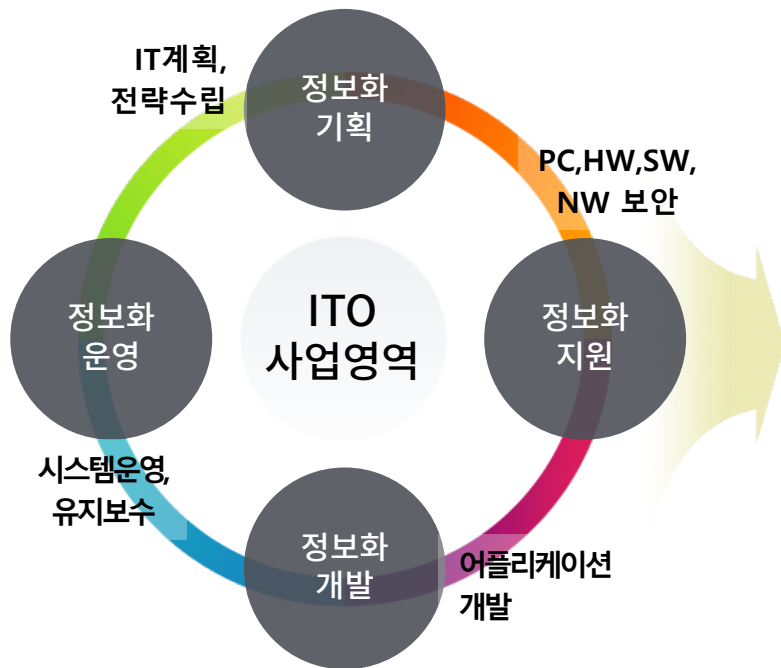 IT계획,
전략수립
정보화
기획
PC,HW,SW,
NW 보안
정보화
운영
ITO
사업영역
정보화
지원
시스템운영,
유지보수
정보화
개발
어플리케이션
개발